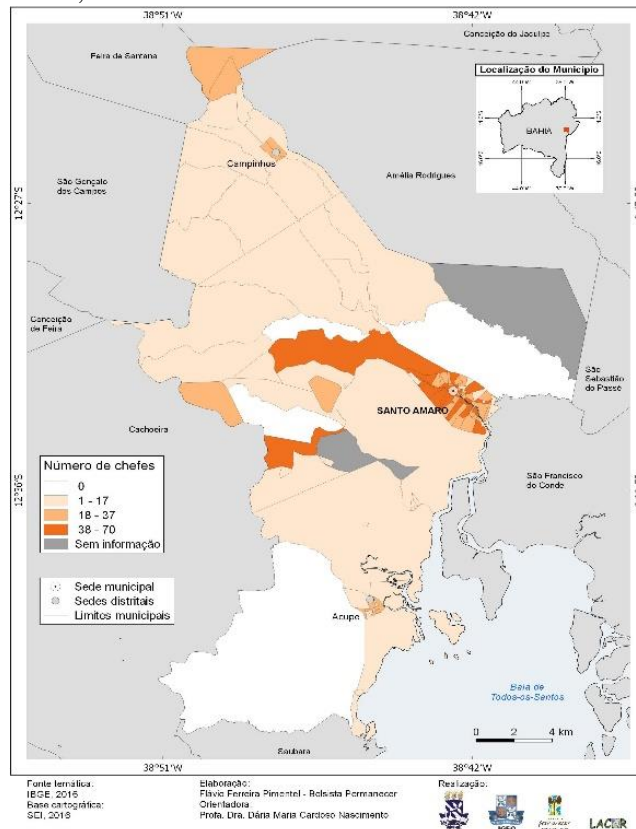 38°51'W
38°42'W
Conceição do Jacuípe
Feira de Santana
Localização do Município
BAHIA
Campinhos
São Gonçalo
dos Campos
Amélia Rodrigues
12°27'S
Conceição
de Feira
São
Sebastião
do Passé
SANTO AMARO
Cachoeira
Número de chefes
0
1 - 17
18 - 37
38 - 70
Sem informação
São Francisco
do Conde
12°36'S
Sede municipal
Sedes distritais
Limites municipais
Acupe
Baía de
Todos-os-Santos
0 2 4 km
Saubara
38°51'W
38°42'W
Fonte temática:
IBGE, 2016
Base cartográfica:
SEI, 2016
Elaboração:
Flávio Ferreira Pimentel - Bolsista Permanecer
Orientadora:
Profa. Dra. Dária Maria Cardoso Nascimento
Realização: